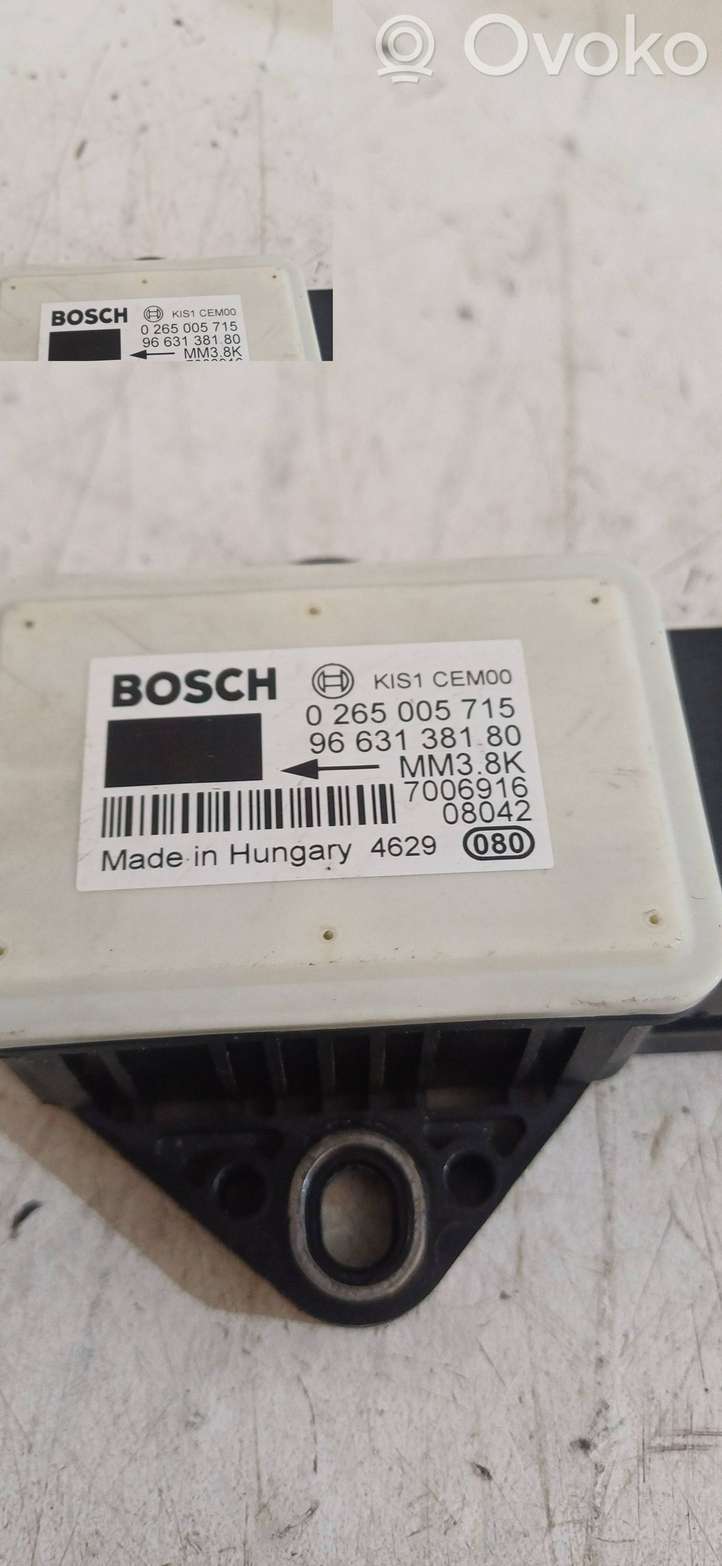 Ovoko
BOSCH KIS1 CEM00
0 265 005 715
96 631 381.80
MM3.8K
BOSCH KIS1 CEM00
0 265 005 715
96 631 381.80
MM3.8K
7006916
08042
Made in Hungary 4629 080